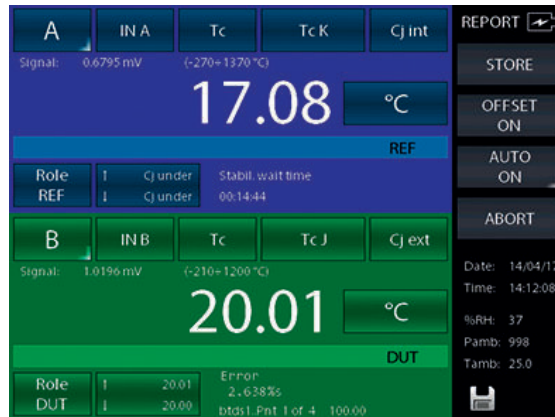 A IN A Tc Tc K Cj int
Signal: 0.6795 mV (-270÷1370 °C)
17.08 °C
REF
Role REF
1 Cj under
1 Cj under
Stabil. wait time
00:14:44
B IN B Tc Tc J Cj ext
Signal: 1.0196 mV (-210÷1200 °C)
20.01 °C
DUT
Role DUT
20.01
20.00
Error
2.638%s
btds1..Pnt 1 of 4 100.00
REPORT
STORE
OFFSET
ON
AUTO
ON
ABORT
Date: 14/04/17
Time: 14:12:08
%RH: 37
Pamb: 998
Tamb: 25.0